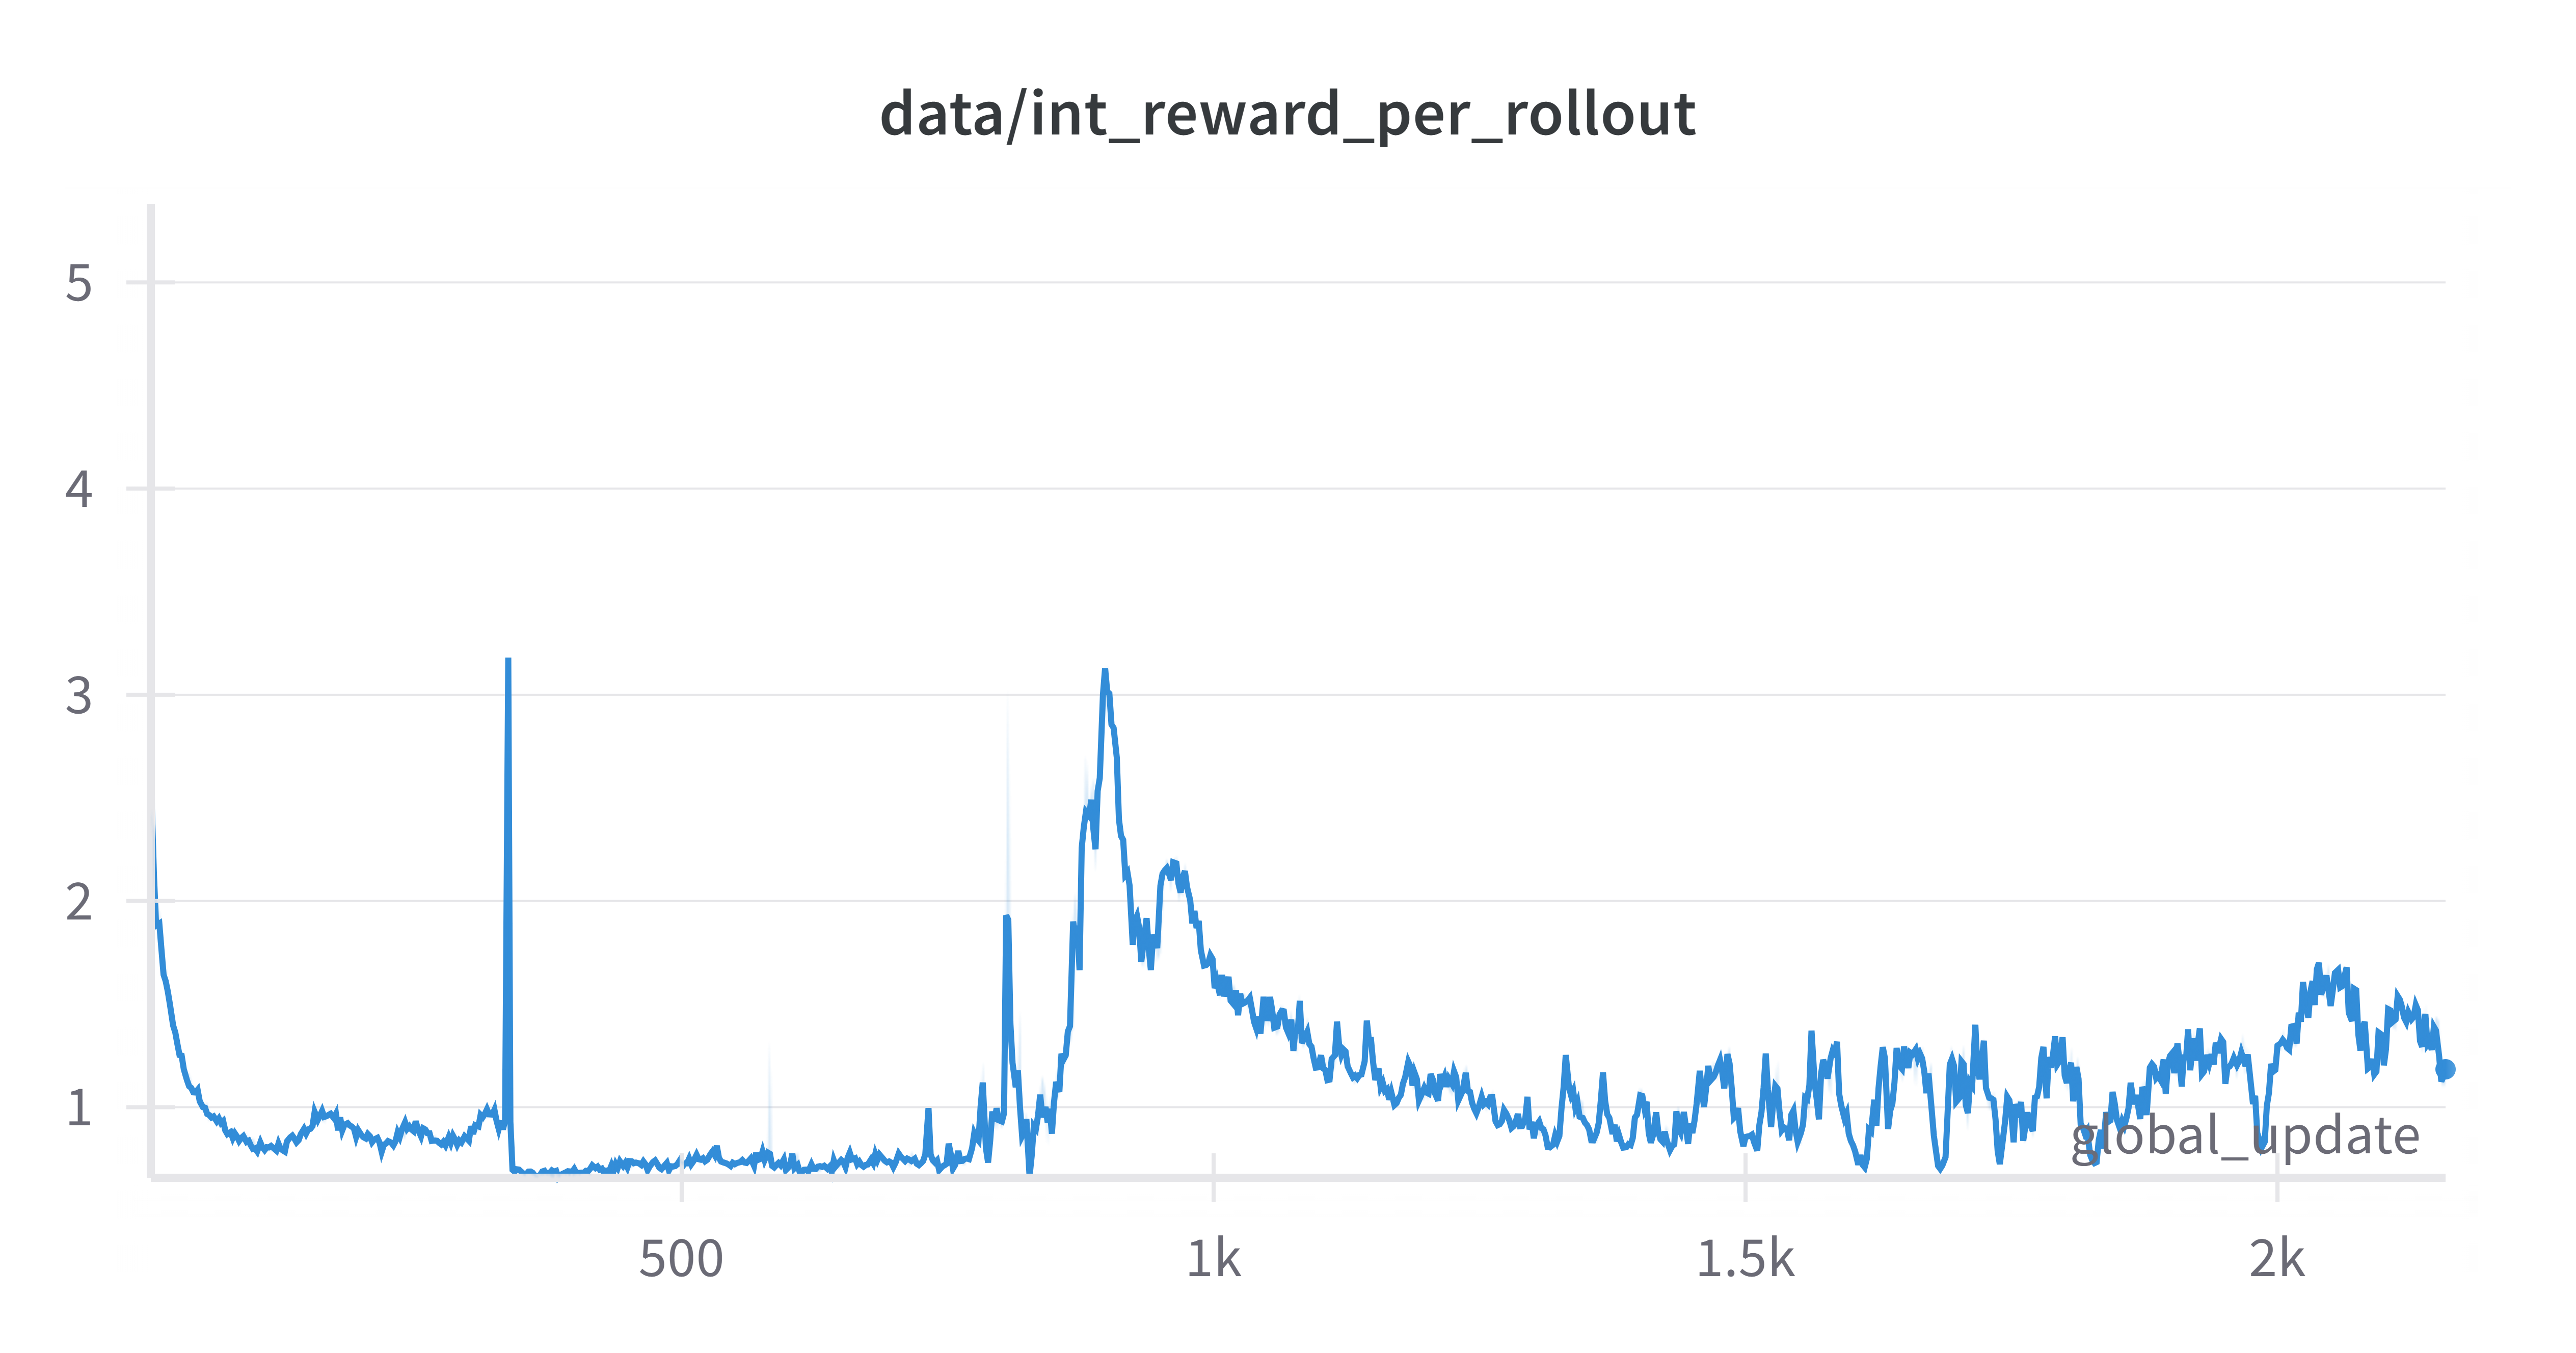 data/int_reward_per_rollout
5
4
3
2
1
global_update
500
1k
1.5k
2k